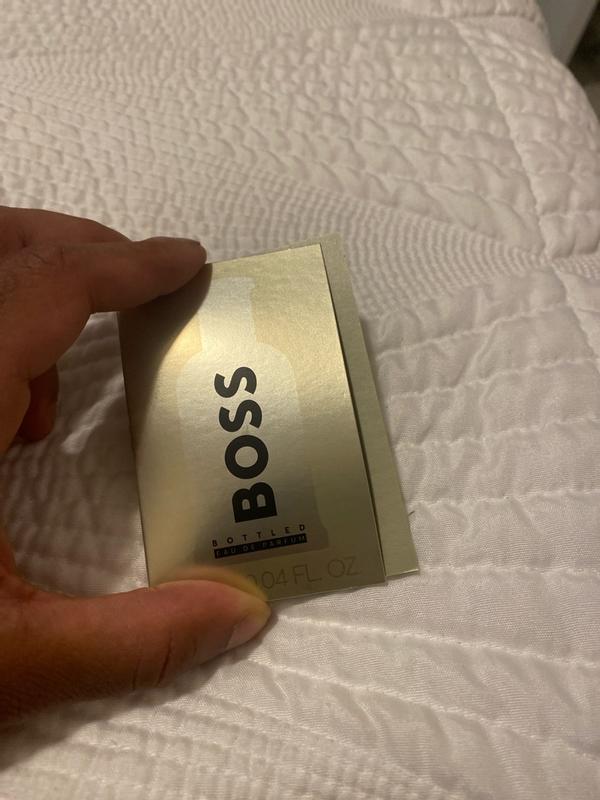 BOSS
BOTTLED
EAU DE PARFUM
0.04 FL. OZ.